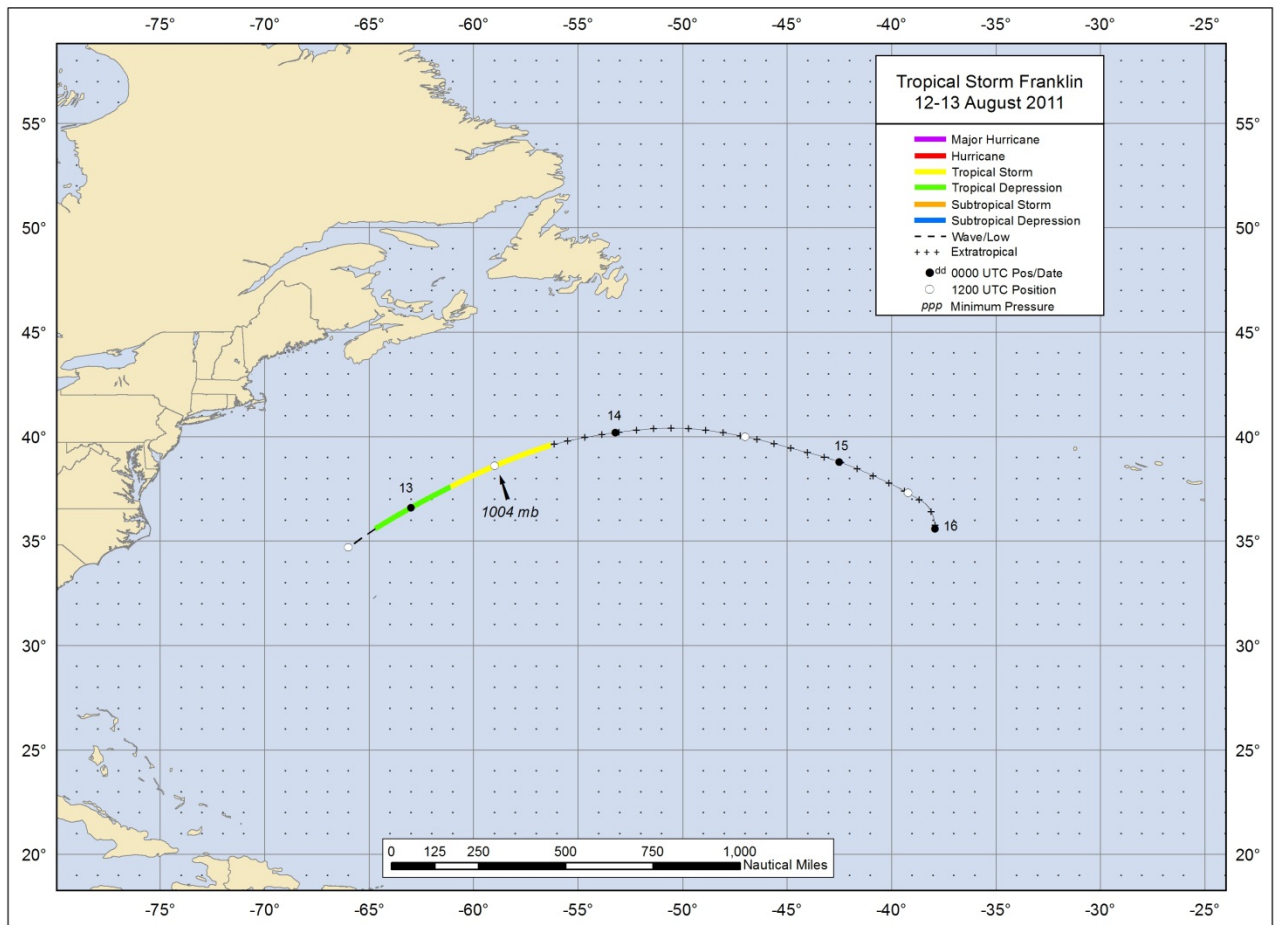 -75° -70° -65° -60° -55° -50° -45° -40° -35° -30° -25°
Tropical Storm Franklin
12-13 August 2011
Major Hurricane
Hurricane
Tropical Storm
Tropical Depression
Subtropical Storm
Subtropical Depression
Wave/Low
Extratropical
dd 0000 UTC Pos/Date
1200 UTC Position
ppp Minimum Pressure
55° 55°
50° 50°
45° 45°
14
40° 40°
15
13
1004 mb
16
35° 35°
30° 30°
25° 25°
20° 20°
0 125 250 500 750 1,000
Nautical Miles
-75° -70° -65° -60° -55° -50° -45° -40° -35° -30° -25°